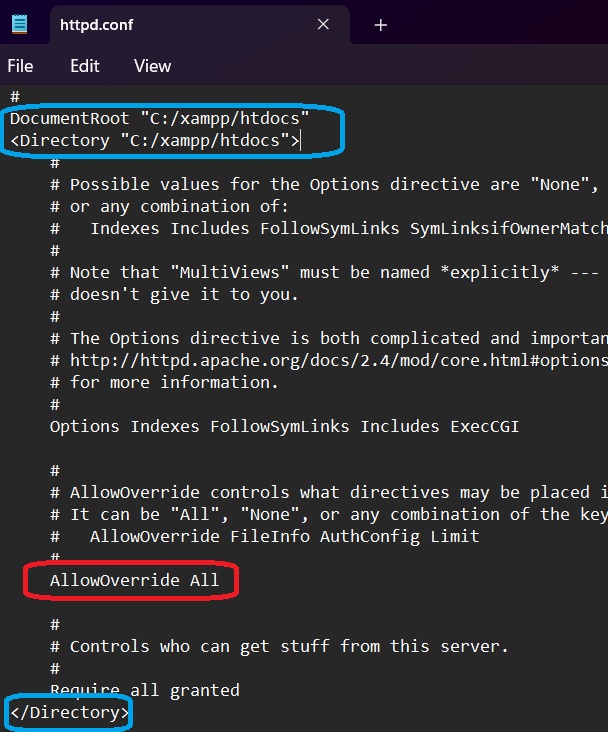 httpd.conf
File Edit View
#
DocumentRoot "C:/xampp/htdocs"
<Directory "C:/xampp/htdocs">
#
# Possible values for the Options directive are "None",
# or any combination of:
#   Indexes Includes FollowSymLinks SymLinksifOwnerMatch
#
# Note that "MultiViews" must be named *explicitly* ---
# doesn't give it to you.
#
# The Options directive is both complicated and importan
# http://httpd.apache.org/docs/2.4/mod/core.html#options
# for more information.
#
Options Indexes FollowSymLinks Includes ExecCGI
#
# AllowOverride controls what directives may be placed i
# It can be "All", "None", or any combination of the key
#   AllowOverride FileInfo AuthConfig Limit
#
AllowOverride All
#
# Controls who can get stuff from this server.
#
Require all granted
</Directory>